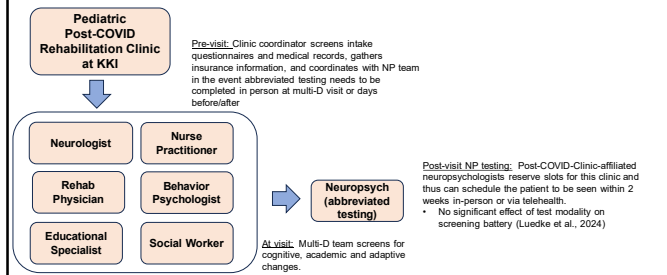 Pediatric
Post-COVID
Rehabilitation Clinic
at KKI
Pre-visit: Clinic coordinator screens intake
questionnaires and medical records, gathers
insurance information, and coordinates with NP team
in the event abbreviated testing needs to be
completed in person at multi-D visit or days
before/after
Neurologist
Nurse
Practitioner
Rehab
Physician
Behavior
Psychologist
Educational
Specialist
Social Worker
Neuropsych
(abbreviated
testing)
At visit: Multi-D team screens for
cognitive, academic and adaptive
changes.
Post-visit NP testing: Post-COVID-Clinic-affiliated
neuropsychologists reserve slots for this clinic and
thus can schedule the patient to be seen within 2
weeks in-person or via telehealth.
• No significant effect of test modality on
screening battery (Luedke et al., 2024)